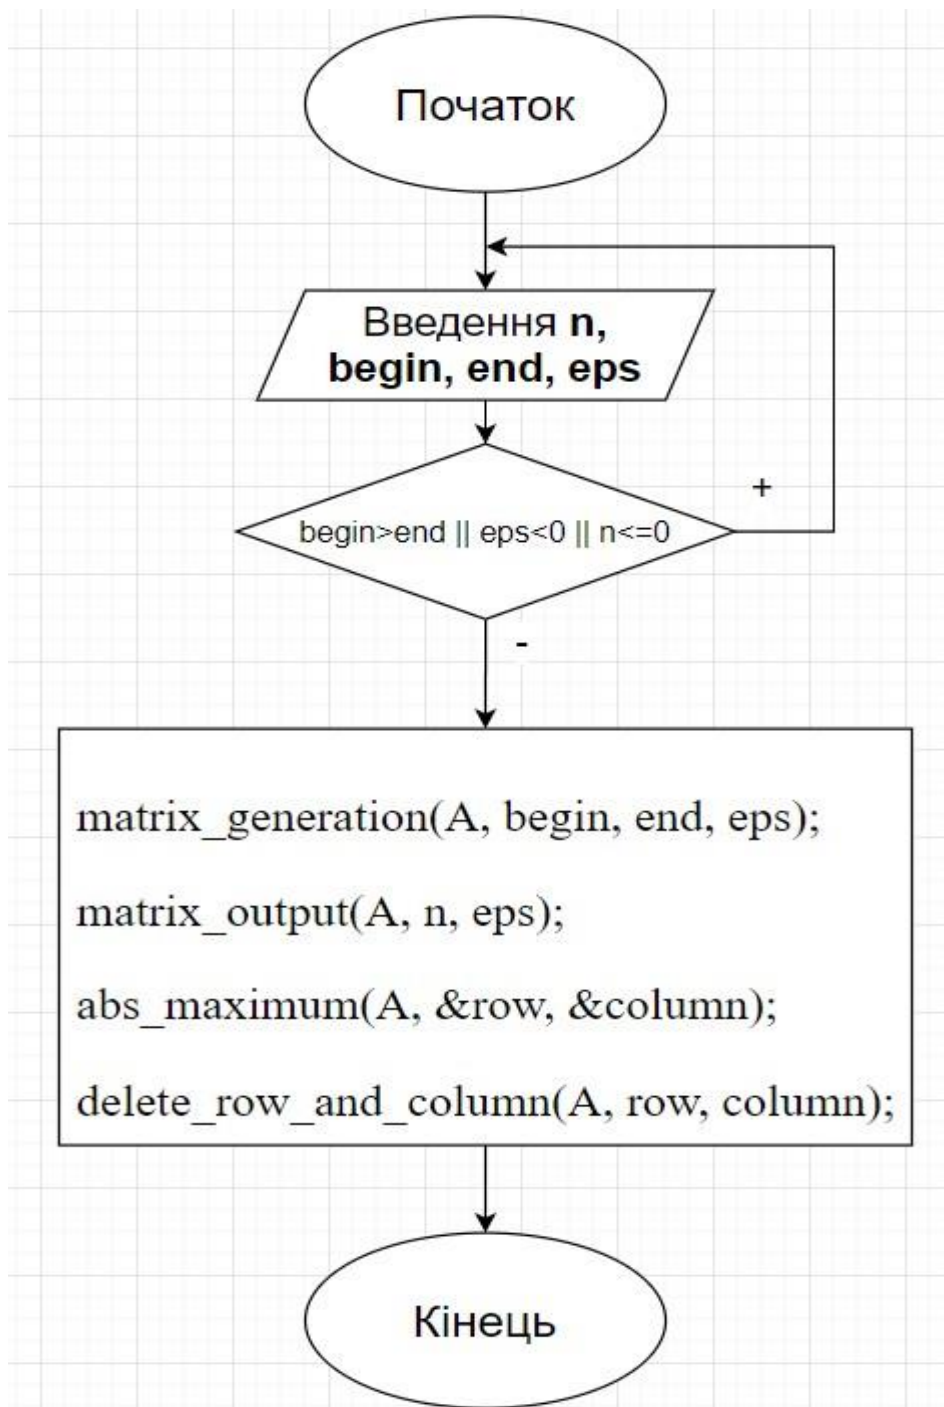 Початок
Введення n,
begin, end, eps
+
begin>end || eps<0 || n<=0
-
matrix_generation(A, begin, end, eps);
matrix_output(A, n, eps);
abs_maximum(A, &row, &column);
delete_row_and_column(A, row, column);
Кінець